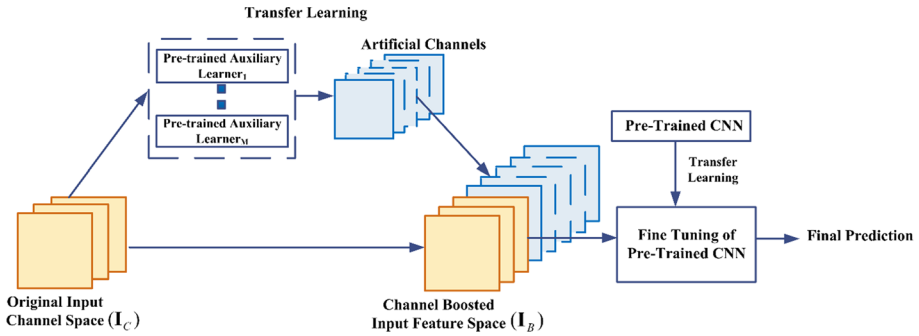 Transfer Learning
Pre-trained Auxiliary
Learner1
Pre-trained Auxiliary
LearnerM
Artificial Channels
Pre-Trained CNN
Transfer
Learning
Fine Tuning of
Pre-Trained CNN
Final Prediction
Original Input
Channel Space (IC)
Channel Boosted
Input Feature Space (IB)